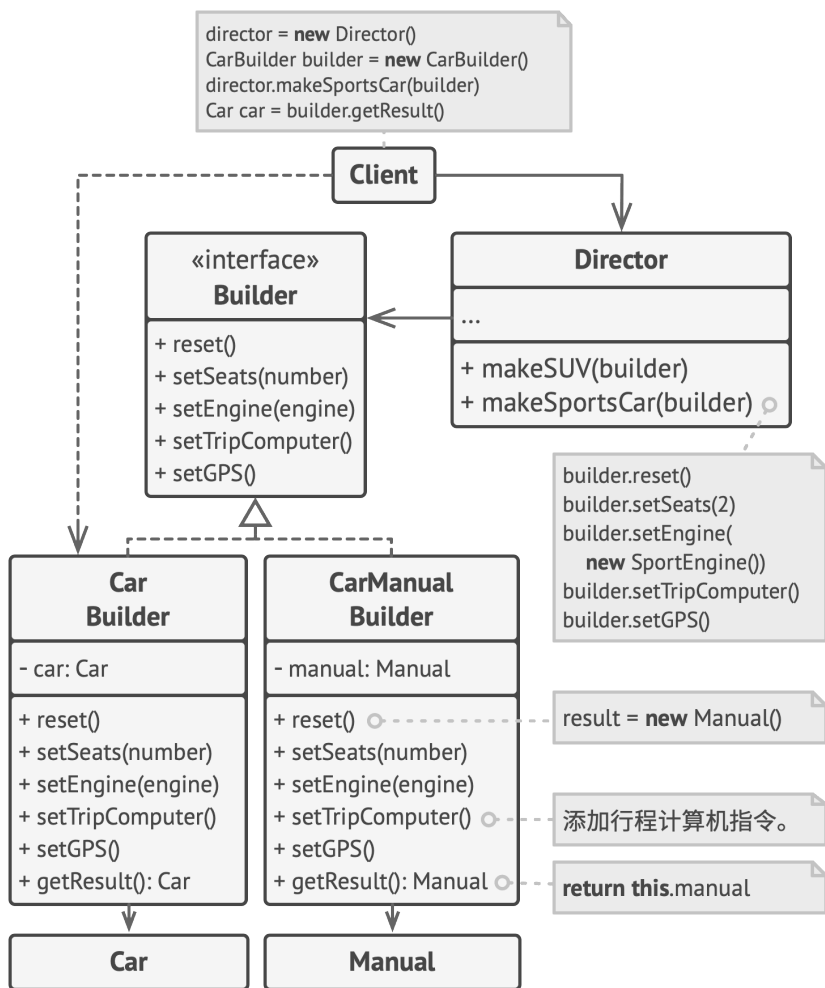 director = new Director()
CarBuilder builder = new CarBuilder()
director.makeSportsCar(builder)
Car car = builder.getResult()
Client
«interface»
Builder
+ reset()
+ setSeats(number)
+ setEngine(engine)
+ setTripComputer()
+ setGPS()
Director
...
+ makeSUV(builder)
+ makeSportsCar(builder)
builder.reset()
builder.setSeats(2)
builder.setEngine(
new SportEngine())
builder.setTripComputer()
builder.setGPS()
Car
Builder
- car: Car
+ reset()
+ setSeats(number)
+ setEngine(engine)
+ setTripComputer()
+ setGPS()
+ getResult(): Car
CarManual
Builder
- manual: Manual
+ reset()
+ setSeats(number)
+ setEngine(engine)
+ setTripComputer()
+ setGPS()
+ getResult(): Manual
result = new Manual()
添加行程计算机指令。
return this.manual
Car
Manual